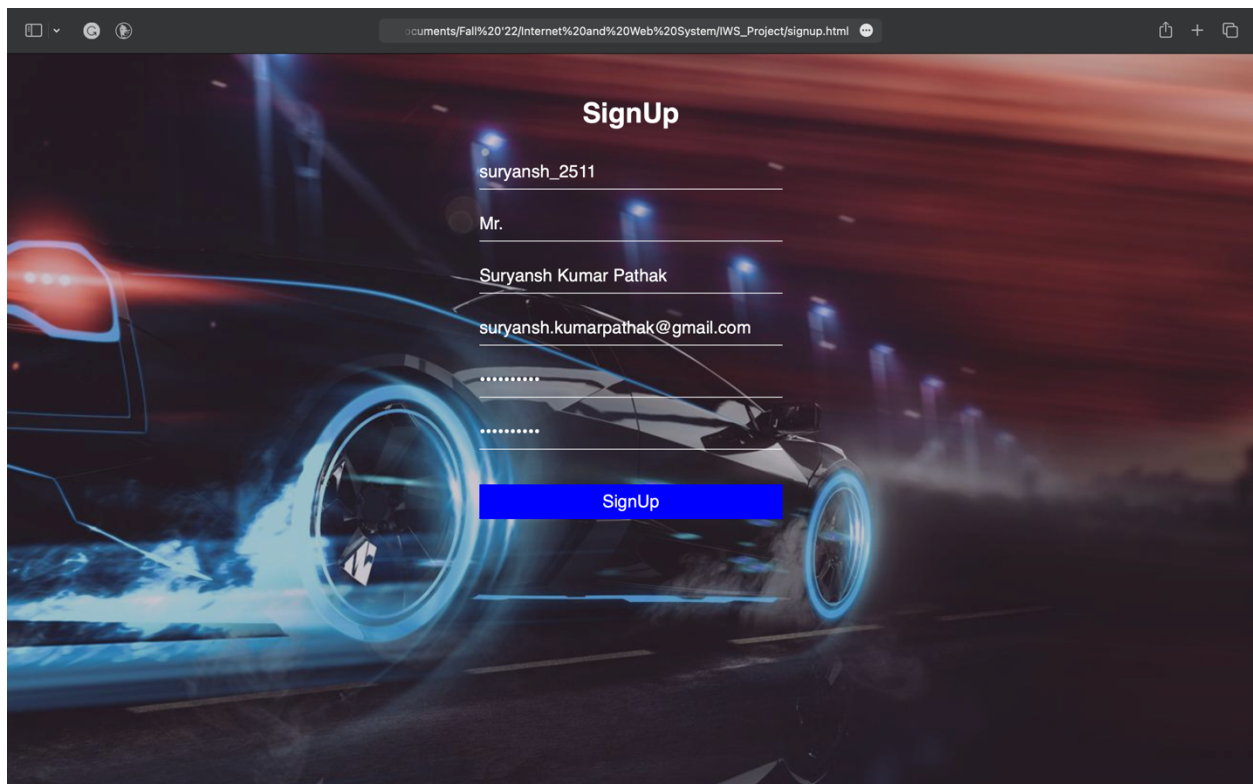 ocuments/Fall%20'22/Internet%20and%20Web%20System/IWS_Project/signup.html
SignUp
suryansh_2511
Mr.
Suryansh Kumar Pathak
suryansh.kumarpathak@gmail.com
••••••••••
••••••••••
SignUp